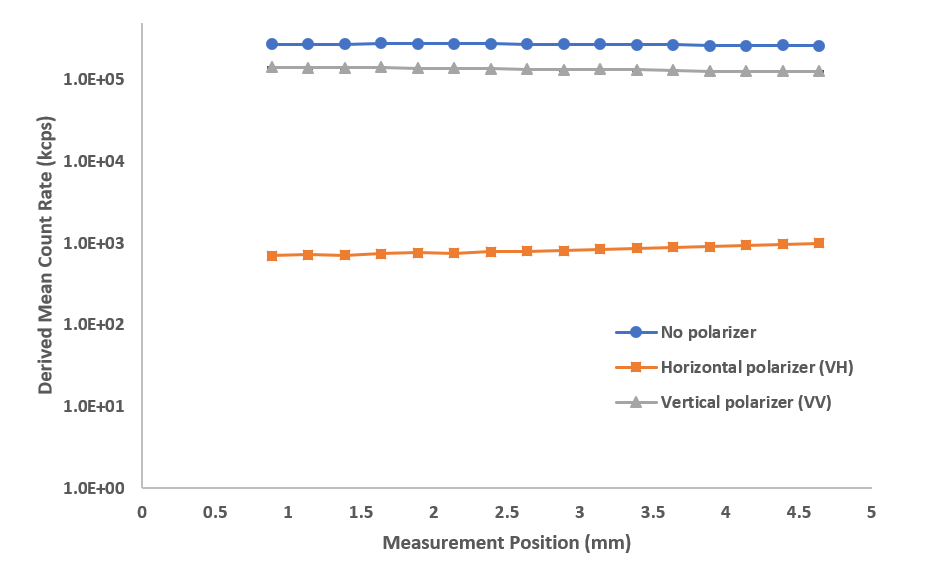 Derived Mean Count Rate (kcps)
1.0E+05
1.0E+04
1.0E+03
1.0E+02
1.0E+01
1.0E+00
No polarizer
Horizontal polarizer (VH)
Vertical polarizer (VV)
0 0.5 1 1.5 2 2.5 3 3.5 4 4.5 5
Measurement Position (mm)